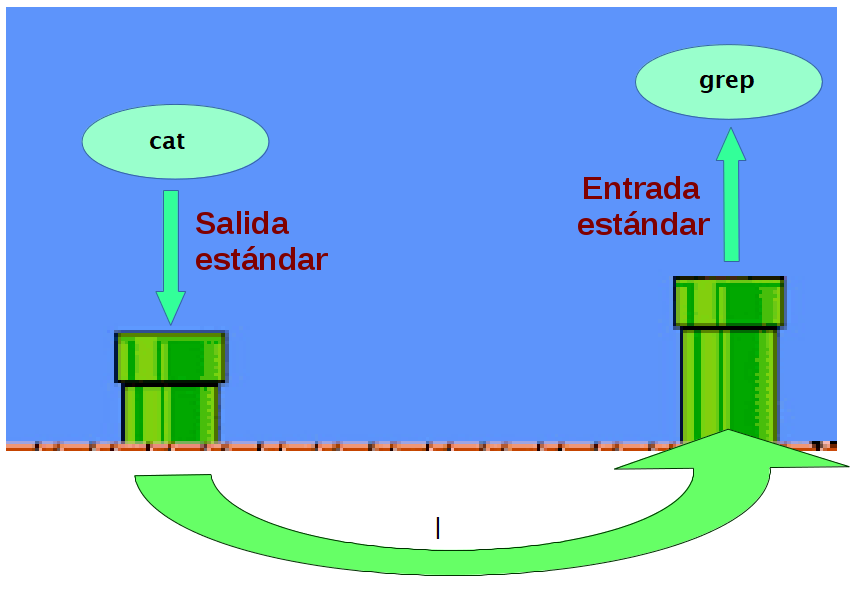 grep
cat
Entrada
estándar
Salida
estándar
|